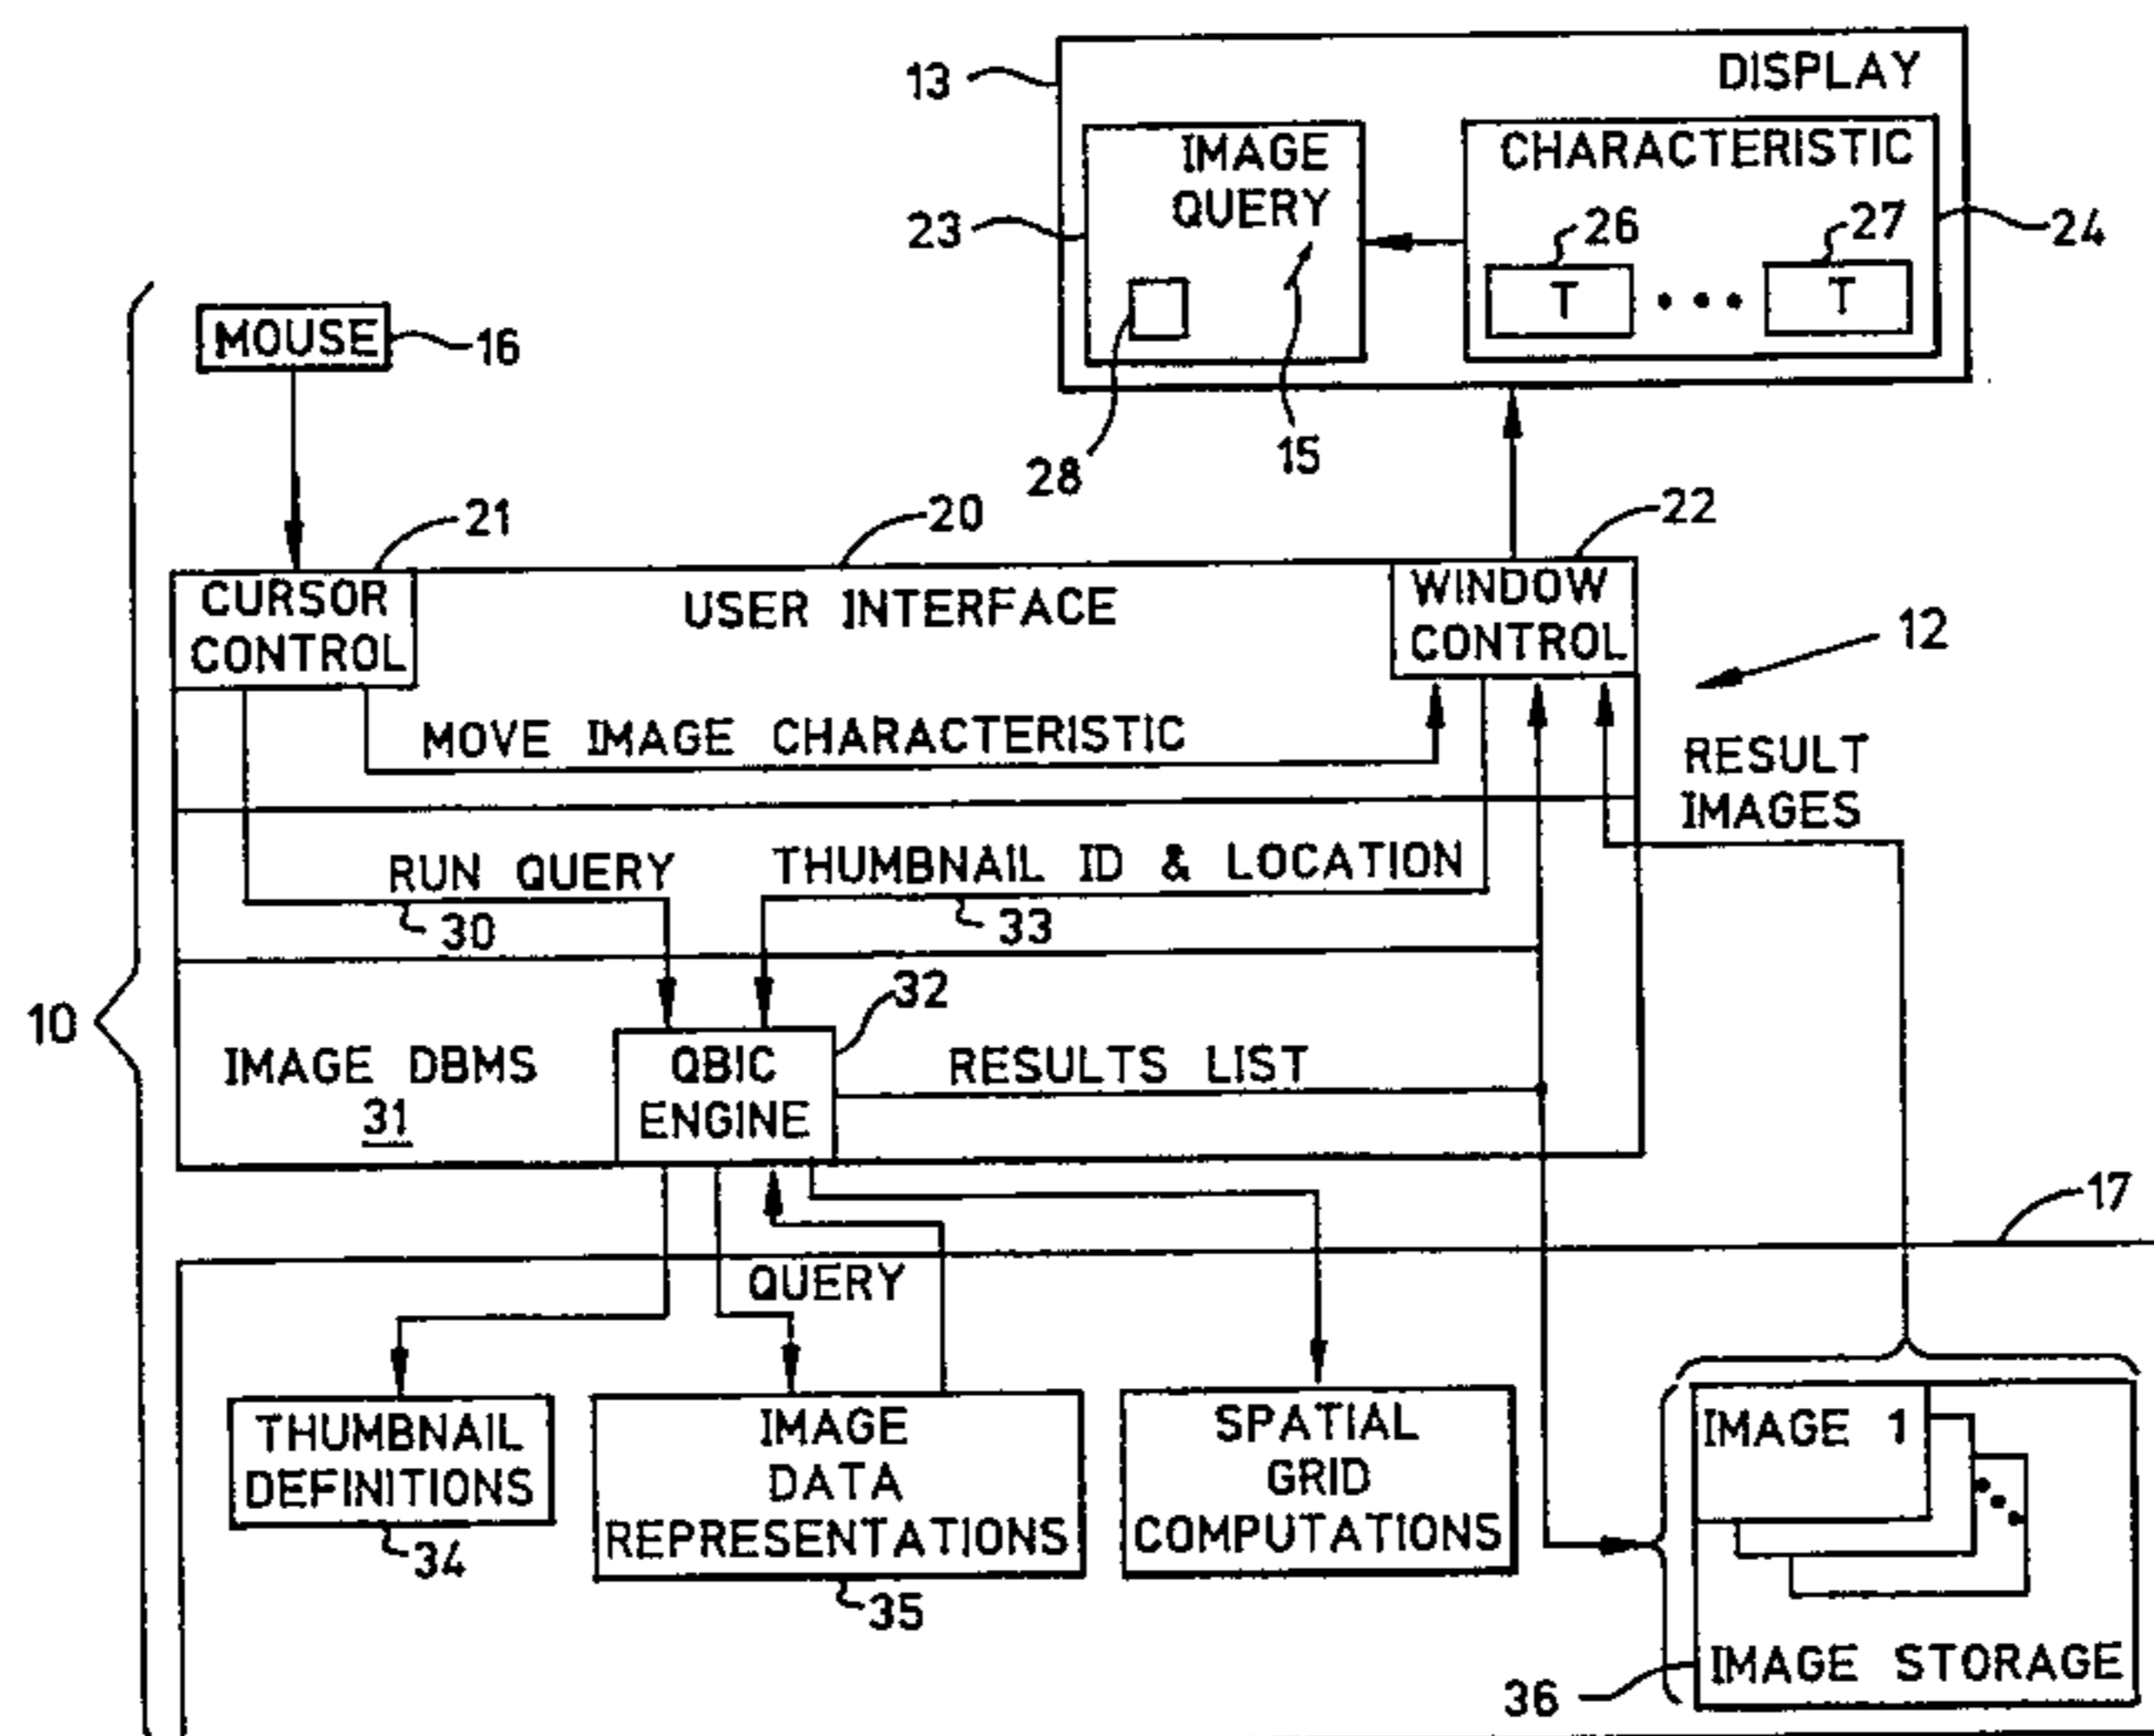 13
DISPLAY
IMAGE
QUERY
CHARACTERISTIC
23
26
27
24
T
T
MOUSE
16
28
15
21
20
22
CURSOR
CONTROL
USER INTERFACE
WINDOW
CONTROL
12
MOVE IMAGE CHARACTERISTIC
RESULT
IMAGES
RUN QUERY
THUMBNAIL ID & LOCATION
30
33
10
32
IMAGE DBMS
31
QBIC
ENGINE
RESULTS LIST
17
QUERY
THUMBNAIL
DEFINITIONS
34
IMAGE
DATA
REPRESENTATIONS
35
SPATIAL
GRID
COMPUTATIONS
IMAGE 1
IMAGE STORAGE
36